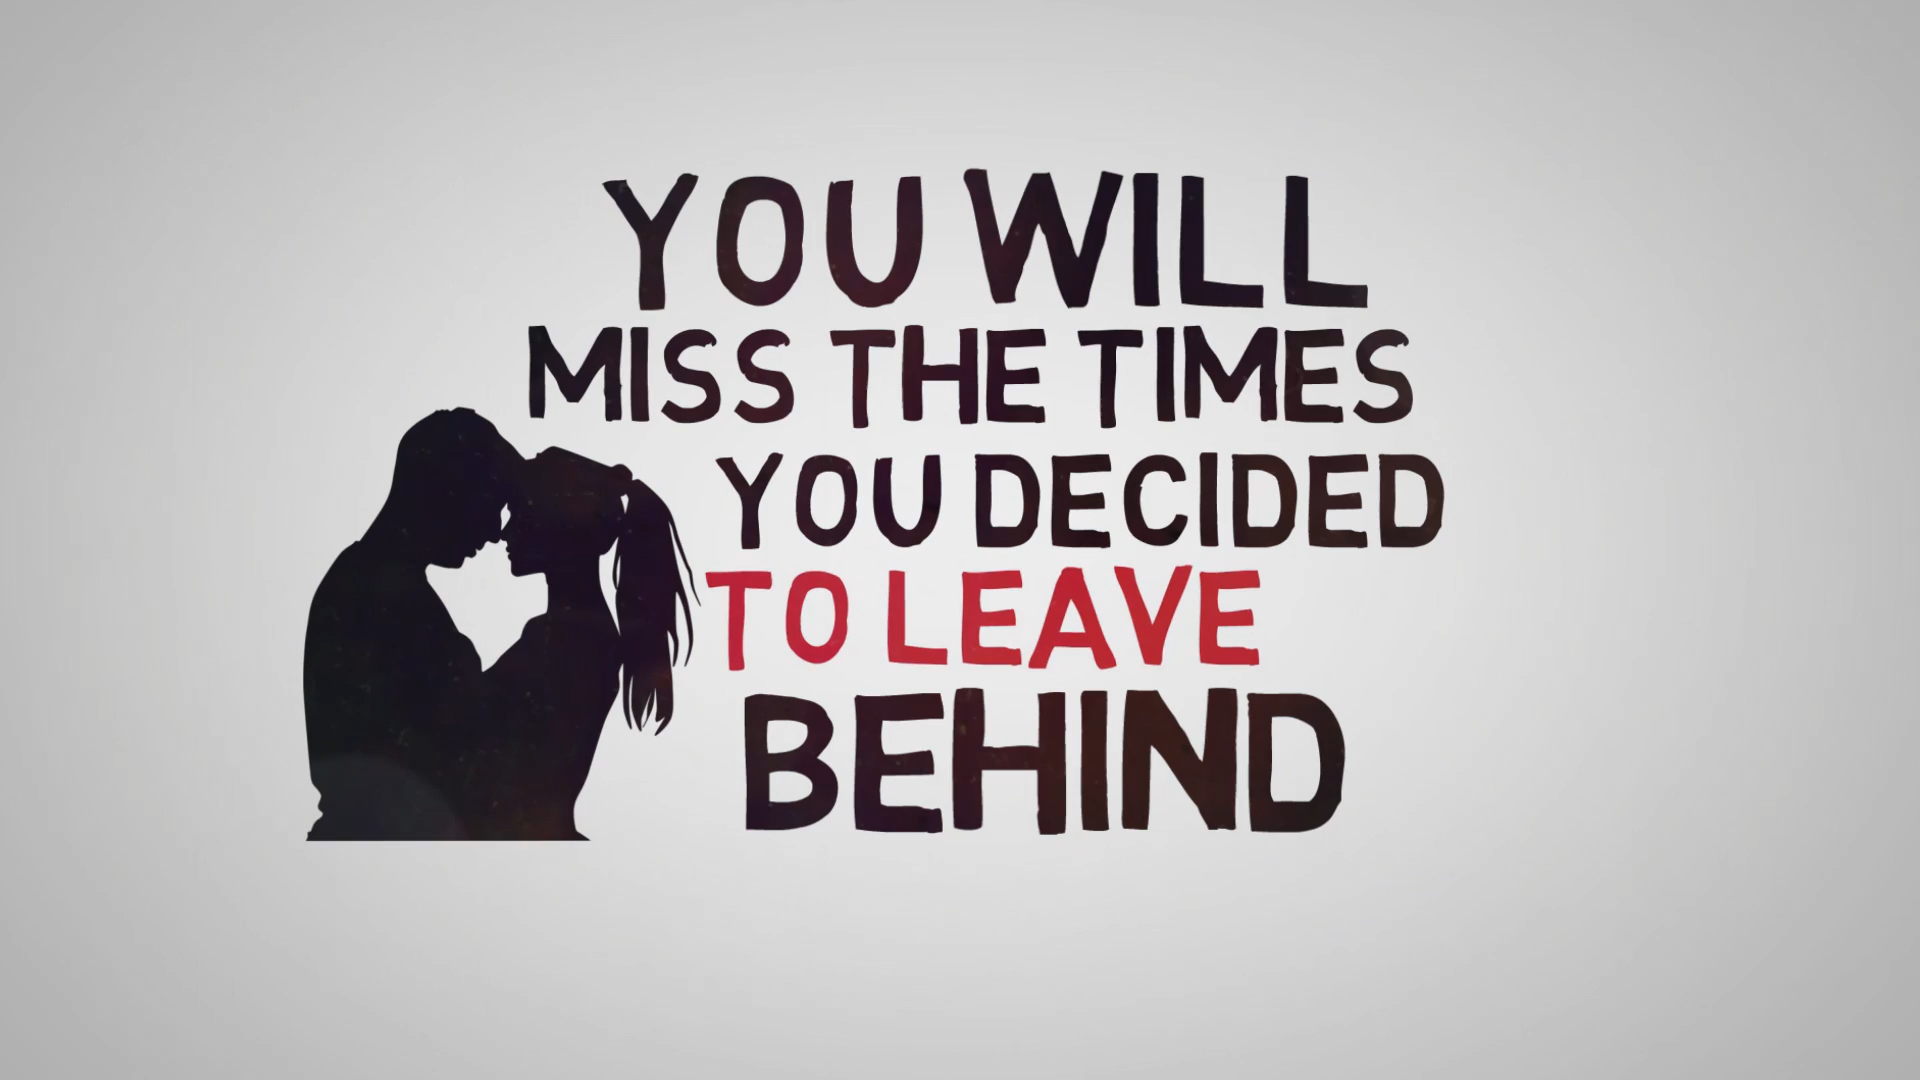 YOU WILL
MISS THE TIMES
YOU DECIDED
TO LEAVE
BEHIND